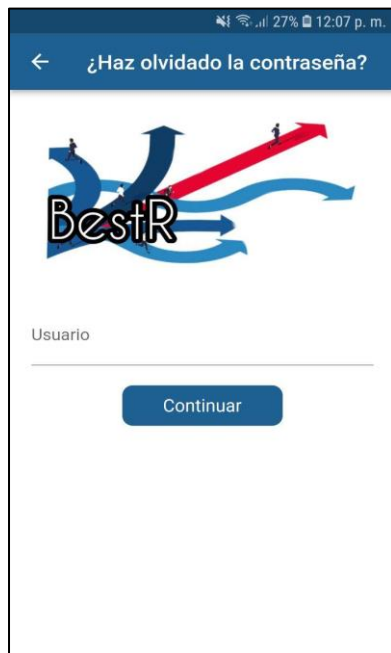 27% 12:07 p. m.
¿Haz olvidado la contraseña?
BestR
Usuario
Continuar